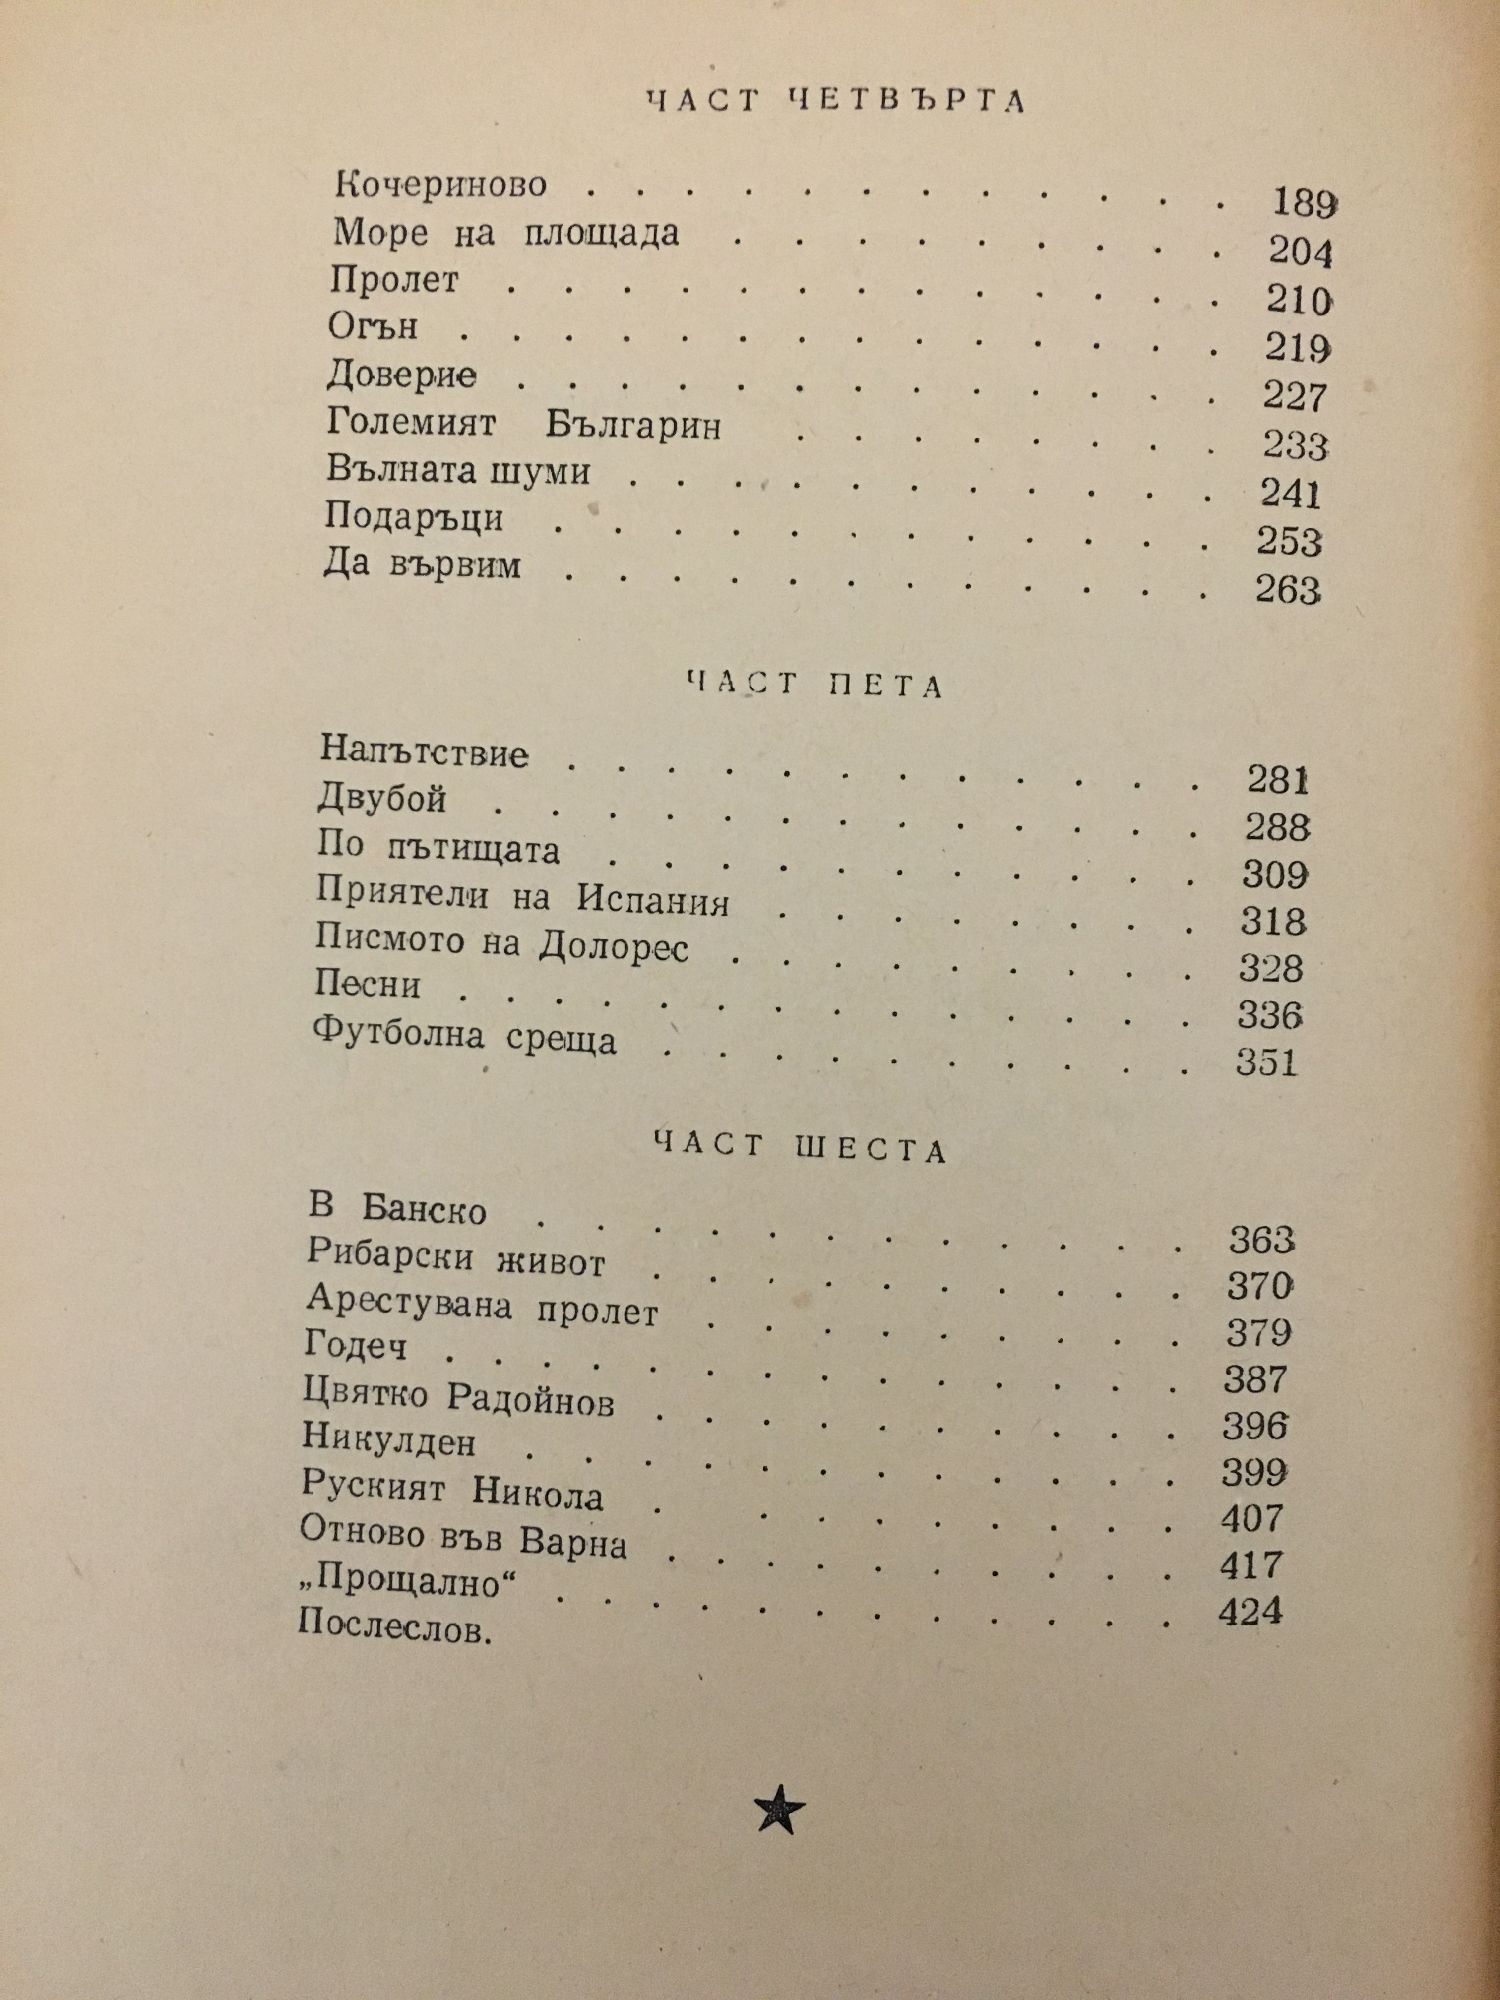 ЧАСТ ЧЕТВЪРТА
Кочериново . . . . . . . . . . . . 189
Море на площада . . . . . . . . . 204
Пролет . . . . . . . . . . . . . 210
Огън . . . . . . . . . . . . . . 219
Доверие . . . . . . . . . . . . . 227
Големият Българин . . . . . . . . 233
Вълната шуми . . . . . . . . . . . 241
Подаръци . . . . . . . . . . . . 253
Да вървим . . . . . . . . . . . . 263
ЧАСТ ПЕТА
Напътствие . . . . . . . . . . . . 281
Двубой . . . . . . . . . . . . . 288
По пътищата . . . . . . . . . . . 309
Приятели на Испания . . . . . . . . 318
Писмото на Долорес . . . . . . . . . 328
Песни . . . . . . . . . . . . . . 336
Футболна среща . . . . . . . . . . 351
ЧАСТ ШЕСТА
В Банско . . . . . . . . . . . . 363
Рибарски живот . . . . . . . . . . 370
Арестувана пролет . . . . . . . . . 379
Годеч . . . . . . . . . . . . . . 387
Цвятко Радойнов . . . . . . . . . . 396
Никулден . . . . . . . . . . . . 399
Руският Никола . . . . . . . . . 407
Отново във Варна . . . . . . . . . . 417
„Прощално“ . . . . . . . . . . . . 424
Послеслов.